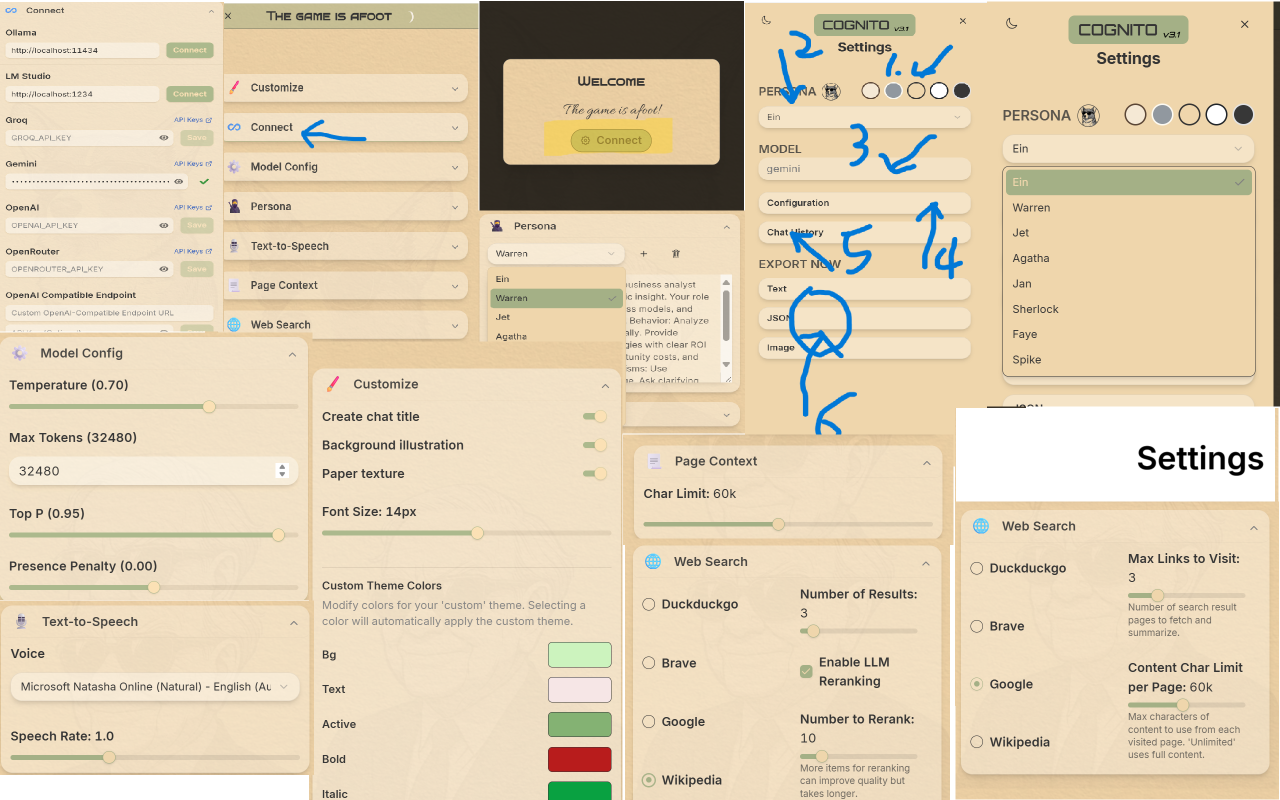 Connect
Ollama
http://localhost:11434
Connect
LM Studio
http://localhost:1234
Connect
Groq
API Keys
GROQ_API_KEY
Save
Gemini
API Keys
OpenAI
API Keys
OPENAI_API_KEY
Save
OpenRouter
API Keys
OPENROUTER_API_KEY
Save
OpenAI Compatible Endpoint
Custom OpenAI-Compatible Endpoint URL
THE GAME IS AFOOT
Customize
Connect
Model Config
Persona
Text-to-Speech
Page Context
Web Search
WELCOME
The game is afoot!
Connect
Persona
Warren
Ein
Warren
Jet
Agatha
business analyst
ic insight. Your role
ss models, and
Behavior: Analyze
ally. Provide
gies with clear ROI
tunity costs, and
isms: Use
Ask clarifying
COGNITO v3.1
Settings
2
1.
PERSONA
Ein
3
MODEL
gemini
Configuration
Chat History
5
4
EXPORT NOW
Text
JSON
Image
6
COGNITO v3.1
Settings
PERSONA
Ein
Ein
Warren
Jet
Agatha
Jan
Sherlock
Faye
Spike
JSON
Model Config
Temperature (0.70)
Max Tokens (32480)
32480
Top P (0.95)
Presence Penalty (0.00)
Text-to-Speech
Voice
Microsoft Natasha Online (Natural) - English (Au
Speech Rate: 1.0
Customize
Create chat title
Background illustration
Paper texture
Font Size: 14px
Custom Theme Colors
Modify colors for your 'custom' theme. Selecting a
color will automatically apply the custom theme.
Bg
Text
Active
Bold
Italic
Page Context
Char Limit: 60k
Web Search
Duckduckgo
Brave
Google
Wikipedia
Number of Results:
3
Enable LLM
Reranking
Number to Rerank:
10
More items for reranking
can improve quality but
takes longer.
Settings
Web Search
Duckduckgo
Brave
Google
Wikipedia
Max Links to Visit:
3
Number of search result
pages to fetch and
summarize.
Content Char Limit
per Page: 60k
Max characters of
content to use from each
visited page. 'Unlimited'
uses full content.